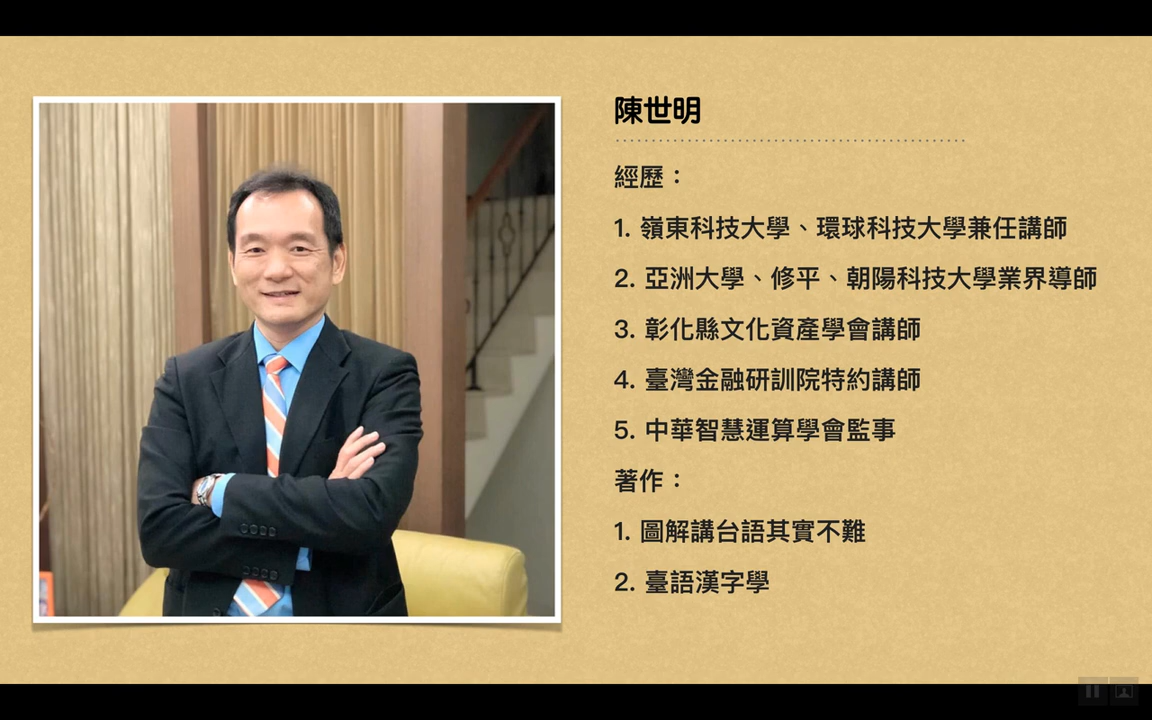 陳世明
經歷：
1. 嶺東科技大學、環球科技大學兼任講師
2. 亞洲大學、修平、朝陽科技大學業界導師
3. 彰化縣文化資產學會講師
4. 臺灣金融研訓院特約講師
5. 中華智慧運算學會監事
著作：
1. 圖解講台語其實不難
2. 臺語漢字學